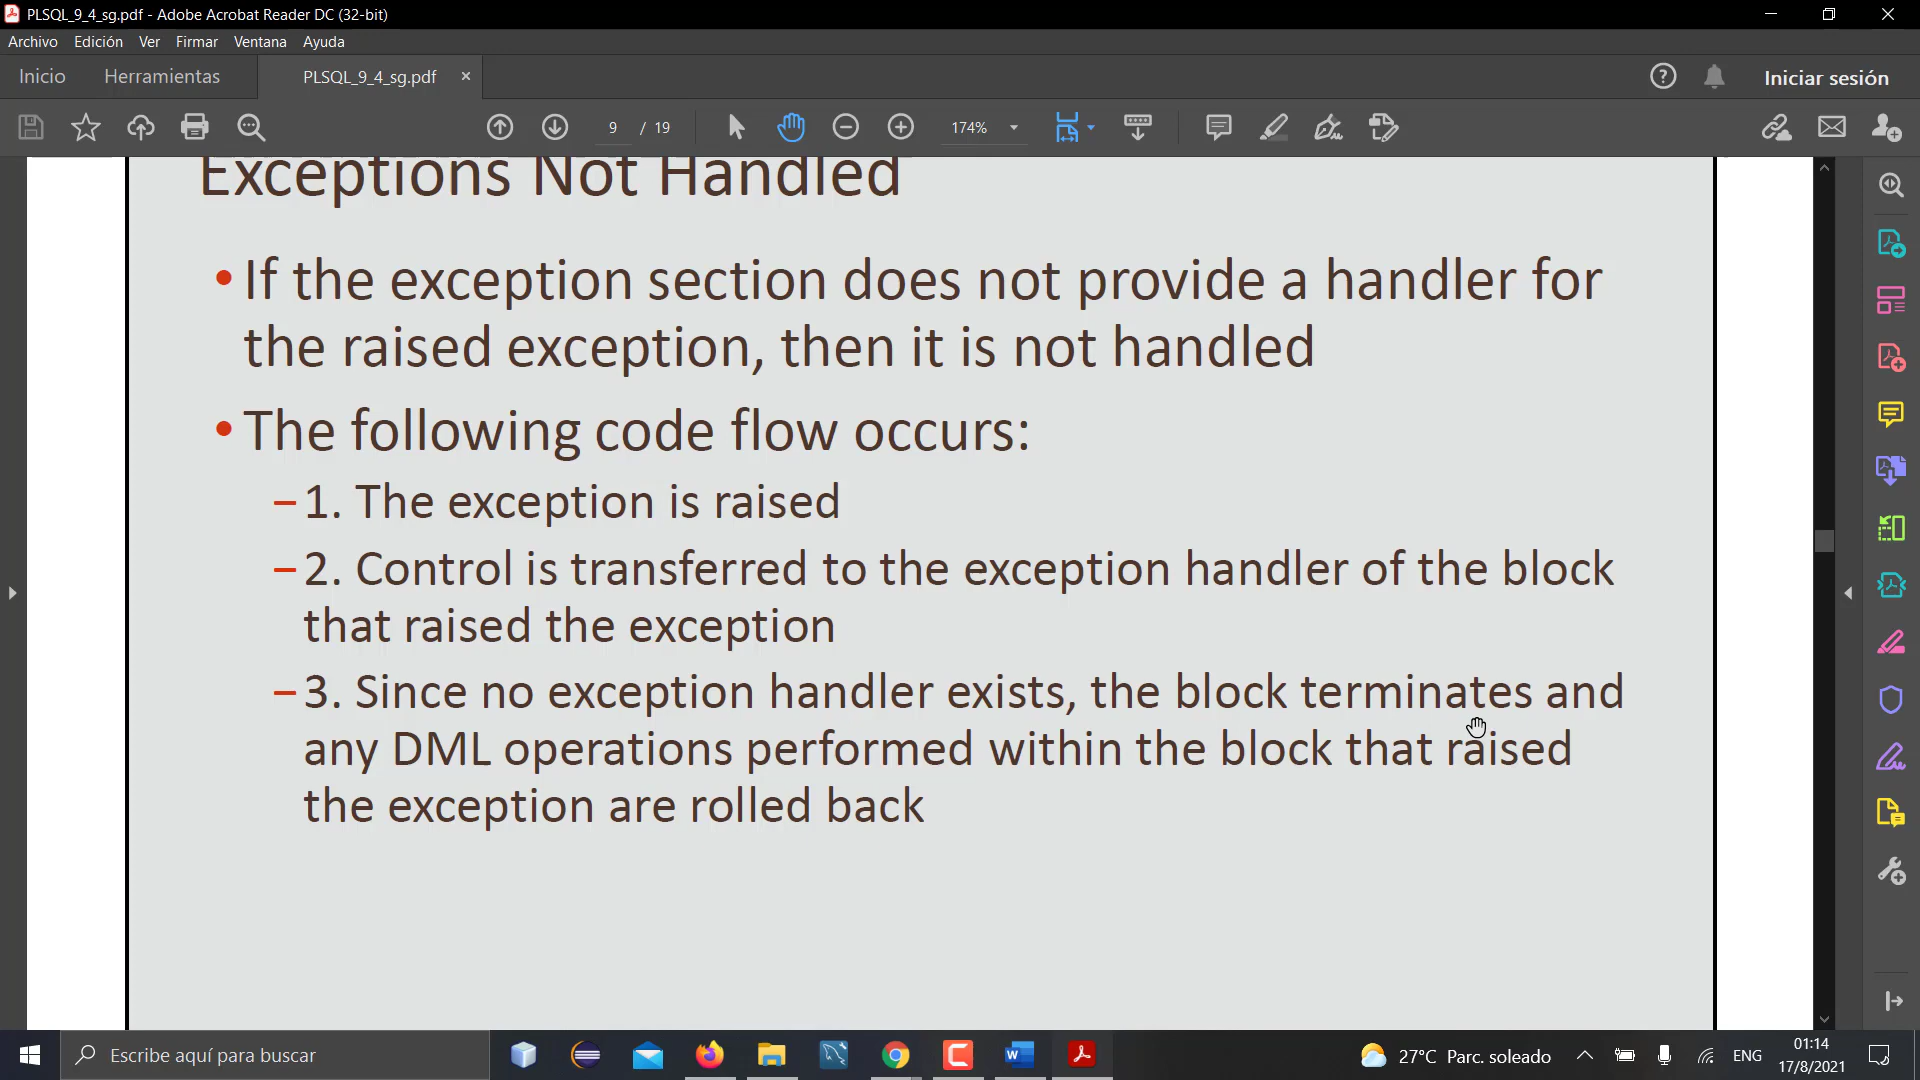 PLSQL_9_4_sg.pdf - Adobe Acrobat Reader DC (32-bit)
Archivo Edición Ver Firmar Ventana Ayuda
Inicio Herramientas PLSQL_9_4_sg.pdf × Iniciar sesión
9 / 19 174%
Exceptions Not Handled
• If the exception section does not provide a handler for
the raised exception, then it is not handled
• The following code flow occurs:
– 1. The exception is raised
– 2. Control is transferred to the exception handler of the block
that raised the exception
– 3. Since no exception handler exists, the block terminates and
any DML operations performed within the block that raised
the exception are rolled back
Escribe aquí para buscar
27°C Parc. soleado
ENG
01:14
17/8/2021